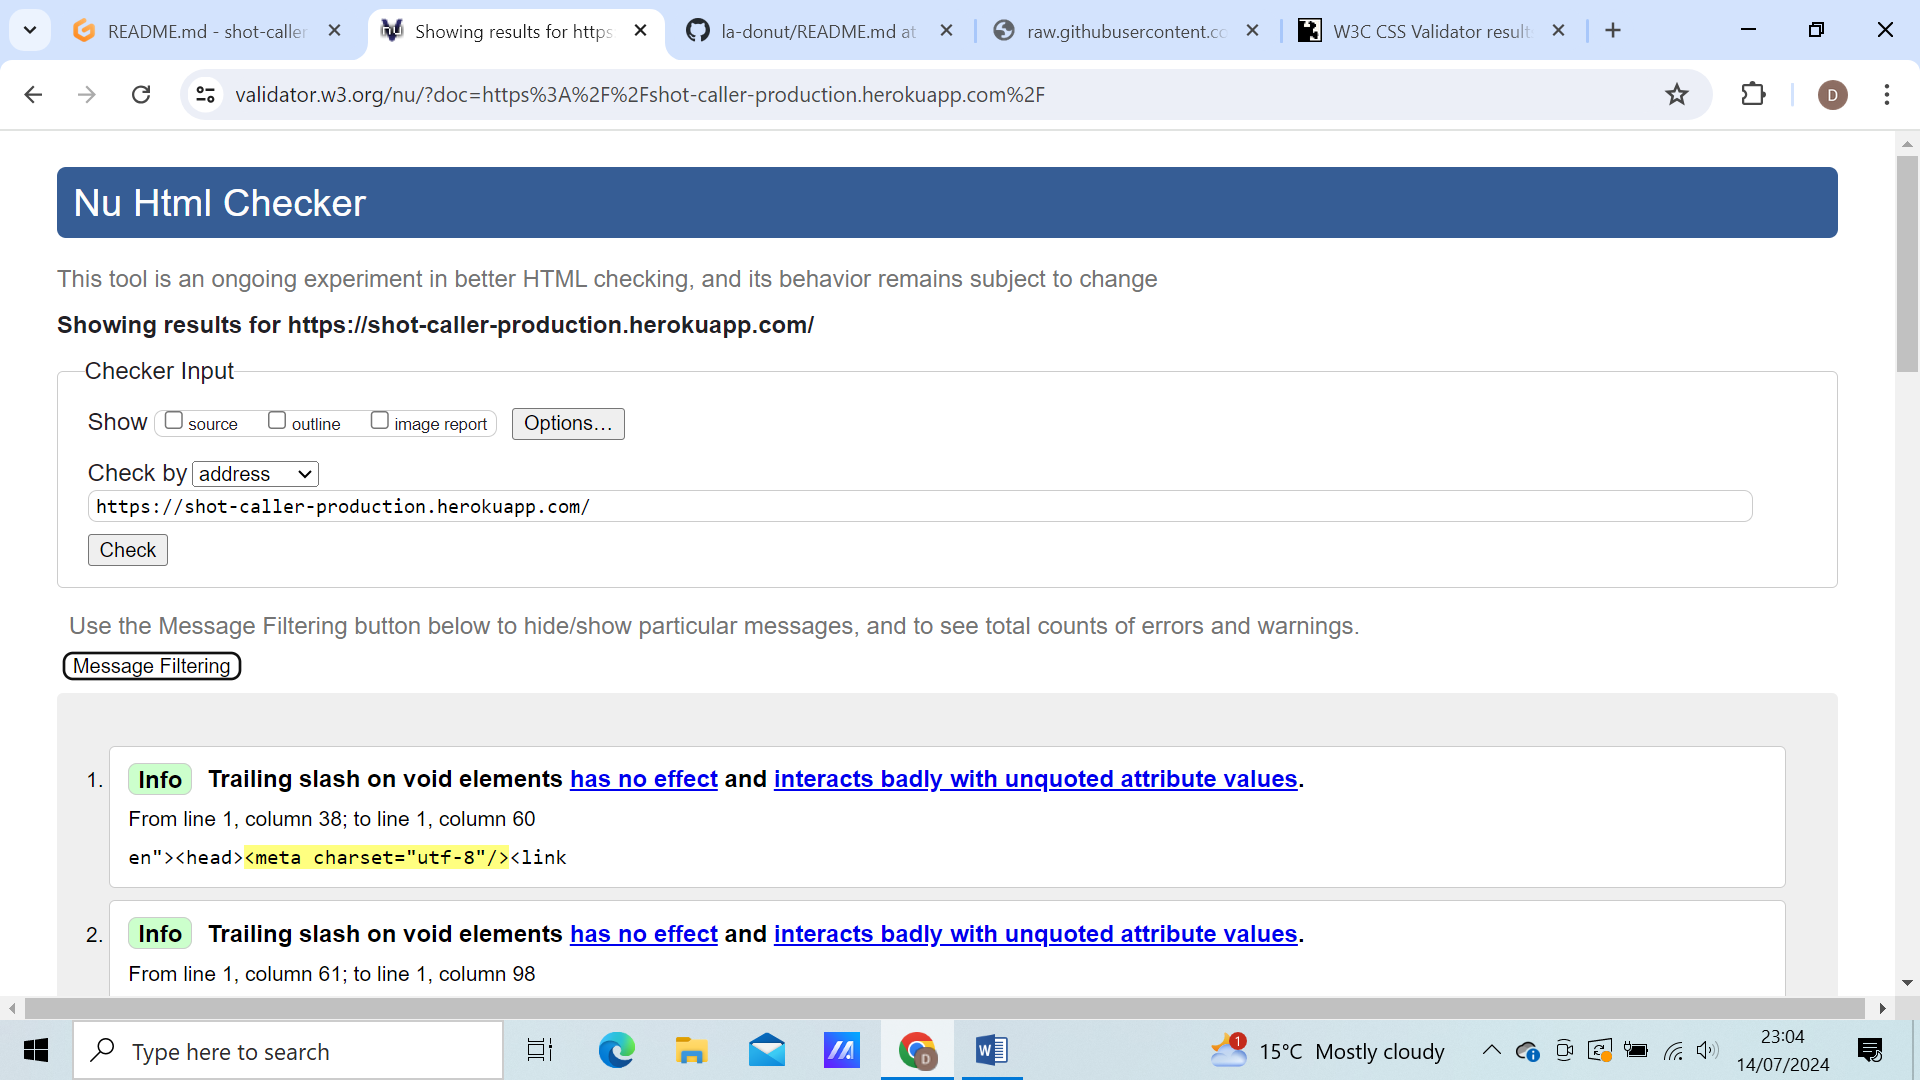 README.md - shot-caller
Showing results for https
la-donut/README.md at
raw.githubusercontent.co
W3C CSS Validator result
validator.w3.org/nu/?doc=https%3A%2F%2Fshot-caller-production.herokuapp.com%2F
D
Nu Html Checker
This tool is an ongoing experiment in better HTML checking, and its behavior remains subject to change
Showing results for https://shot-caller-production.herokuapp.com/
Checker Input
Show source outline image report Options...
Check by address
https://shot-caller-production.herokuapp.com/
Check
Use the Message Filtering button below to hide/show particular messages, and to see total counts of errors and warnings.
Message Filtering
1. Info Trailing slash on void elements has no effect and interacts badly with unquoted attribute values.
From line 1, column 38; to line 1, column 60
en"><head><meta charset="utf-8"/><link
2. Info Trailing slash on void elements has no effect and interacts badly with unquoted attribute values.
From line 1, column 61; to line 1, column 98
Type here to search
D
W
1
15°C Mostly cloudy
23:04
14/07/2024